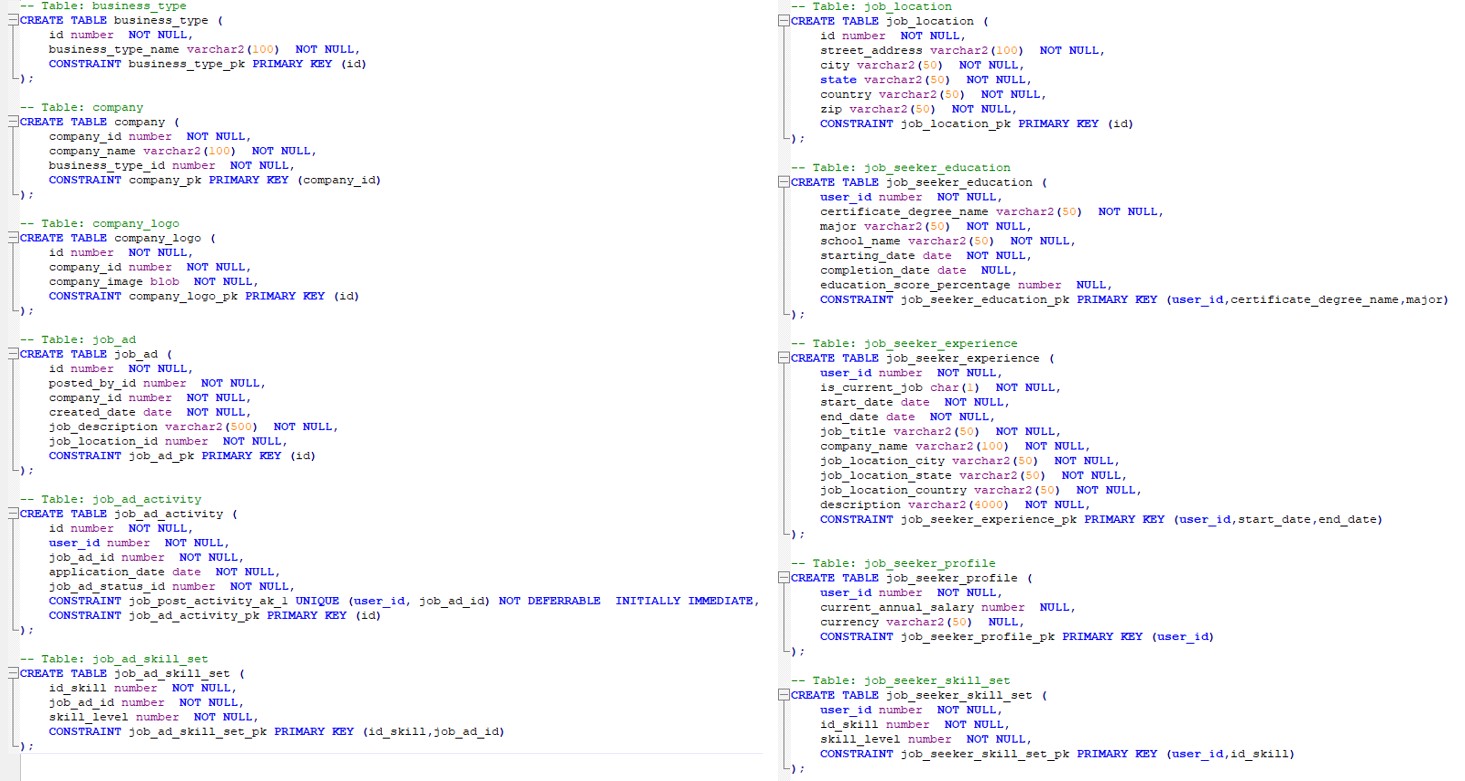 -- Table: business_type
CREATE TABLE business_type (
    id number  NOT NULL,
    business_type_name varchar2(100)  NOT NULL,
    CONSTRAINT business_type_pk PRIMARY KEY (id)
);

-- Table: company
CREATE TABLE company (
    company_id number  NOT NULL,
    company_name varchar2(100)  NOT NULL,
    business_type_id number  NOT NULL,
    CONSTRAINT company_pk PRIMARY KEY (company_id)
);

-- Table: company_logo
CREATE TABLE company_logo (
    id number  NOT NULL,
    company_id number  NOT NULL,
    company_image blob  NOT NULL,
    CONSTRAINT company_logo_pk PRIMARY KEY (id)
);

-- Table: job_ad
CREATE TABLE job_ad (
    id number  NOT NULL,
    posted_by_id number  NOT NULL,
    company_id number  NOT NULL,
    created_date date  NOT NULL,
    job_description varchar2(500)  NOT NULL,
    job_location_id number  NOT NULL,
    CONSTRAINT job_ad_pk PRIMARY KEY (id)
);

-- Table: job_ad_activity
CREATE TABLE job_ad_activity (
    id number  NOT NULL,
    user_id number  NOT NULL,
    job_ad_id number  NOT NULL,
    application_date date  NOT NULL,
    job_ad_status_id number  NOT NULL,
    CONSTRAINT job_post_activity_ak_1 UNIQUE (user_id, job_ad_id) NOT DEFERRABLE  INITIALLY IMMEDIATE,
    CONSTRAINT job_ad_activity_pk PRIMARY KEY (id)
);

-- Table: job_ad_skill_set
CREATE TABLE job_ad_skill_set (
    id_skill number  NOT NULL,
    job_ad_id number  NOT NULL,
    skill_level number  NOT NULL,
    CONSTRAINT job_ad_skill_set_pk PRIMARY KEY (id_skill,job_ad_id)
);

-- Table: job_location
CREATE TABLE job_location (
    id number  NOT NULL,
    street_address varchar2(100)  NOT NULL,
    city varchar2(50)  NOT NULL,
    state varchar2(50)  NOT NULL,
    country varchar2(50)  NOT NULL,
    zip varchar2(50)  NOT NULL,
    CONSTRAINT job_location_pk PRIMARY KEY (id)
);

-- Table: job_seeker_education
CREATE TABLE job_seeker_education (
    user_id number  NOT NULL,
    certificate_degree_name varchar2(50)  NOT NULL,
    major varchar2(50)  NOT NULL,
    school_name varchar2(50)  NOT NULL,
    starting_date date  NOT NULL,
    completion_date date  NULL,
    education_score_percentage number  NULL,
    CONSTRAINT job_seeker_education_pk PRIMARY KEY (user_id,certificate_degree_name,major)
);

-- Table: job_seeker_experience
CREATE TABLE job_seeker_experience (
    user_id number  NOT NULL,
    is_current_job char(1)  NOT NULL,
    start_date date  NOT NULL,
    end_date date  NOT NULL,
    job_title varchar2(50)  NOT NULL,
    company_name varchar2(100)  NOT NULL,
    job_location_city varchar2(50)  NOT NULL,
    job_location_state varchar2(50)  NOT NULL,
    job_location_country varchar2(50)  NOT NULL,
    description varchar2(4000)  NOT NULL,
    CONSTRAINT job_seeker_experience_pk PRIMARY KEY (user_id,start_date,end_date)
);

-- Table: job_seeker_profile
CREATE TABLE job_seeker_profile (
    user_id number  NOT NULL,
    current_annual_salary number  NULL,
    currency varchar2(50)  NULL,
    CONSTRAINT job_seeker_profile_pk PRIMARY KEY (user_id)
);

-- Table: job_seeker_skill_set
CREATE TABLE job_seeker_skill_set (
    user_id number  NOT NULL,
    id_skill number  NOT NULL,
    skill_level number  NOT NULL,
    CONSTRAINT job_seeker_skill_set_pk PRIMARY KEY (user_id,id_skill)
);